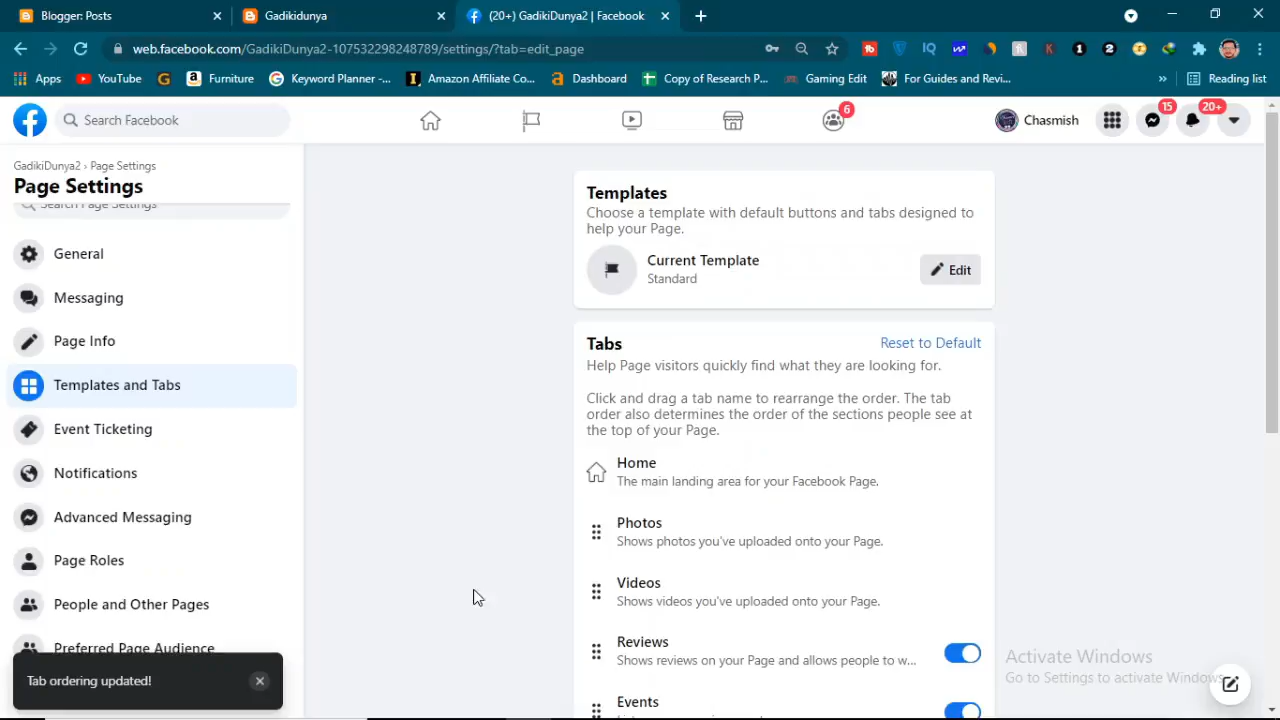 Blogger: Posts
Gadikidunya
(20+) GadikiDunya2 | Facebook
web.facebook.com/GadikiDunya2-107532298248789/settings/?tab=edit_page
Apps
YouTube
Furniture
Keyword Planner -...
Amazon Affiliate Co...
Dashboard
Copy of Research P...
Gaming Edit
For Guides and Revi...
Reading list
Search Facebook
6
Chasmish
15
20+
GadikiDunya2 › Page Settings
Page Settings
Search Page Settings
General
Messaging
Page Info
Templates and Tabs
Event Ticketing
Notifications
Advanced Messaging
Page Roles
People and Other Pages
Preferred Page Audience
Tab ordering updated!
Templates
Choose a template with default buttons and tabs designed to
help your Page.
Current Template
Standard
Edit
Tabs
Reset to Default
Help Page visitors quickly find what they are looking for.
Click and drag a tab name to rearrange the order. The tab
order also determines the order of the sections people see at
the top of your Page.
Home
The main landing area for your Facebook Page.
Photos
Shows photos you've uploaded onto your Page.
Videos
Shows videos you've uploaded onto your Page.
Reviews
Shows reviews on your Page and allows people to w...
Events
Activate Windows
Go to Settings to activate Windows.